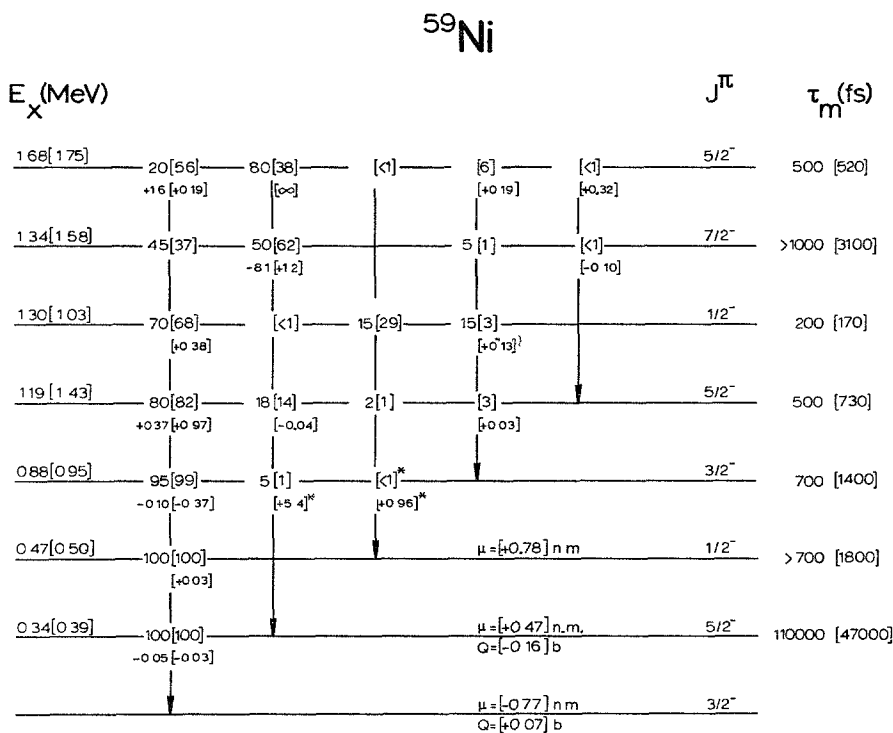 ⁵⁹Ni
Eₓ(MeV) Jᵖⁱ τₘ(fs)
1 68[1 75] 20[56] 80[38] [<1] [6] [<1] 5/2⁻ 500 [520]
+1 6 [+0 19] [∞] [+0 19] [+0.32]
1.34[1 58] 45[37] 50[62] 5 [1] [<1] 7/2⁻ >1000 [3100]
-8 1 [+1 2] [-0 10]
1 30[1 03] 70[68] [<1] 15[29] 15[3] 1/2⁻ 200 [170]
[+0 38] [+0 13]
1 19 [1 43] 80[82] 18[14] 2[1] [3] 5/2⁻ 500 [730]
+0 37[+0 97] [-0.04] [+0 03]
0 88[0 95] 95[99] 5[1] [<1]* 3/2⁻ 700 [1400]
-0 10[-0 37] [+5 4]* [+0 96]*
0.47[0 50] 100[100] μ=[+0.78] n m 1/2⁻ >700 [1800]
[+0 03]
0 34[0 39] 100[100] μ=[+0 47] n.m. 5/2⁻ 110000 [47000]
-0 05[-0 03] Q=[-0 16] b
μ=[-0 77] n m 3/2⁻
Q=[+0 07] b